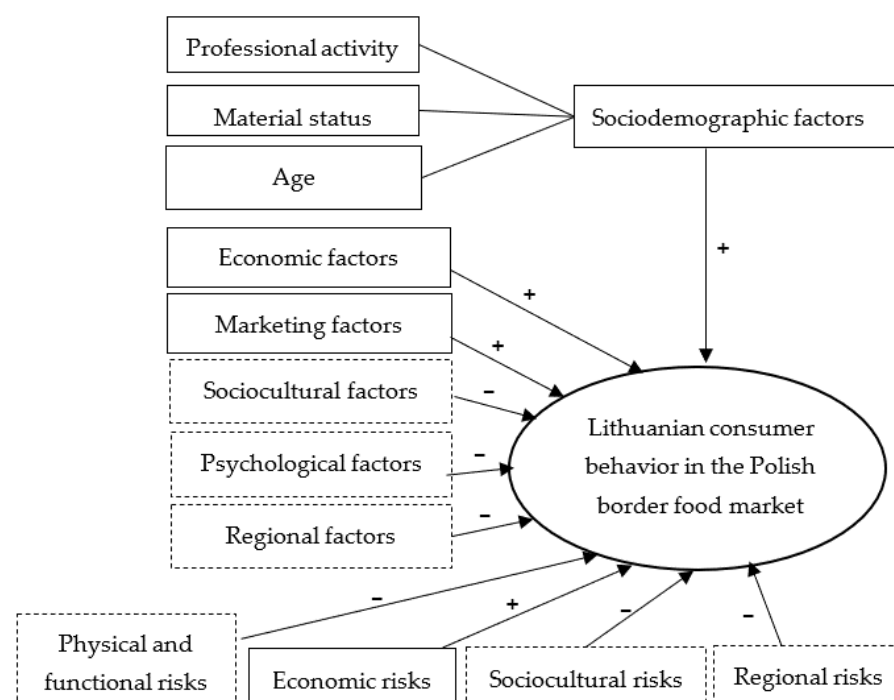 Professional activity
Material status
Sociodemographic factors
Age
+
Economic factors
+
Marketing factors
+
Sociocultural factors
–
Lithuanian consumer
behavior in the Polish
border food market
Psychological factors
–
Regional factors
–
–
+
–
–
Physical and
functional risks
Economic risks
Sociocultural risks
Regional risks